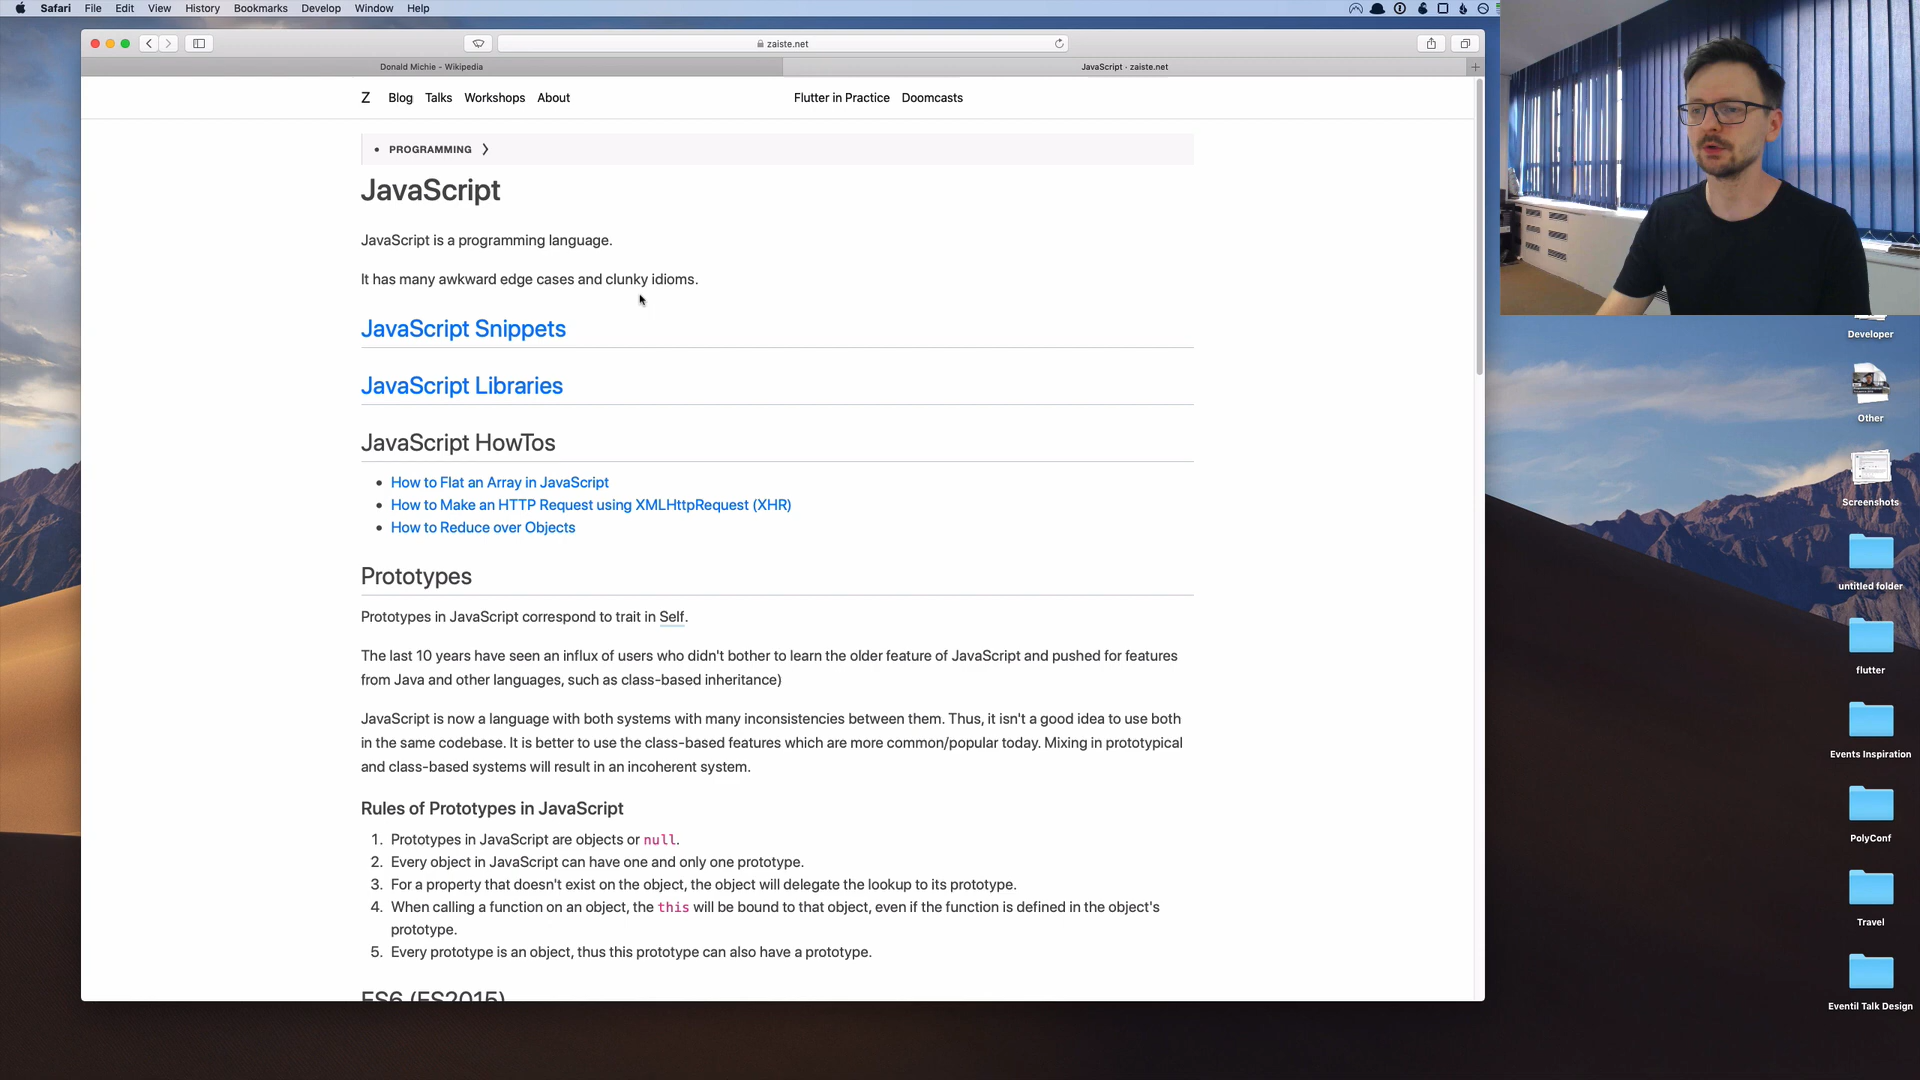 Safari File Edit View History Bookmarks Develop Window Help
zaiste.net
Donald Michie - Wikipedia
JavaScript · zaiste.net
Z Blog Talks Workshops About Flutter in Practice Doomcasts
PROGRAMMING
JavaScript
JavaScript is a programming language.
It has many awkward edge cases and clunky idioms.
JavaScript Snippets
JavaScript Libraries
JavaScript HowTos
• How to Flat an Array in JavaScript
• How to Make an HTTP Request using XMLHttpRequest (XHR)
• How to Reduce over Objects
Prototypes
Prototypes in JavaScript correspond to trait in Self.
The last 10 years have seen an influx of users who didn't bother to learn the older feature of JavaScript and pushed for features
from Java and other languages, such as class-based inheritance)
JavaScript is now a language with both systems with many inconsistencies between them. Thus, it isn't a good idea to use both
in the same codebase. It is better to use the class-based features which are more common/popular today. Mixing in prototypical
and class-based systems will result in an incoherent system.
Rules of Prototypes in JavaScript
1. Prototypes in JavaScript are objects or null.
2. Every object in JavaScript can have one and only one prototype.
3. For a property that doesn't exist on the object, the object will delegate the lookup to its prototype.
4. When calling a function on an object, the this will be bound to that object, even if the function is defined in the object's
prototype.
5. Every prototype is an object, thus this prototype can also have a prototype.
ES6 (ES2015)
Developer
Other
Screenshots
untitled folder
flutter
Events Inspiration
PolyConf
Travel
Eventil Talk Design